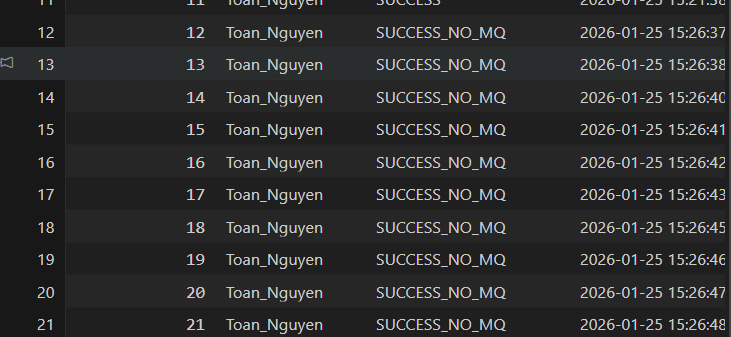 11 11 Toan_Nguyen SUCCESS 2026-01-25 15:21:38
12 12 Toan_Nguyen SUCCESS_NO_MQ 2026-01-25 15:26:37
13 13 Toan_Nguyen SUCCESS_NO_MQ 2026-01-25 15:26:38
14 14 Toan_Nguyen SUCCESS_NO_MQ 2026-01-25 15:26:40
15 15 Toan_Nguyen SUCCESS_NO_MQ 2026-01-25 15:26:41
16 16 Toan_Nguyen SUCCESS_NO_MQ 2026-01-25 15:26:42
17 17 Toan_Nguyen SUCCESS_NO_MQ 2026-01-25 15:26:43
18 18 Toan_Nguyen SUCCESS_NO_MQ 2026-01-25 15:26:45
19 19 Toan_Nguyen SUCCESS_NO_MQ 2026-01-25 15:26:46
20 20 Toan_Nguyen SUCCESS_NO_MQ 2026-01-25 15:26:47
21 21 Toan_Nguyen SUCCESS_NO_MQ 2026-01-25 15:26:48